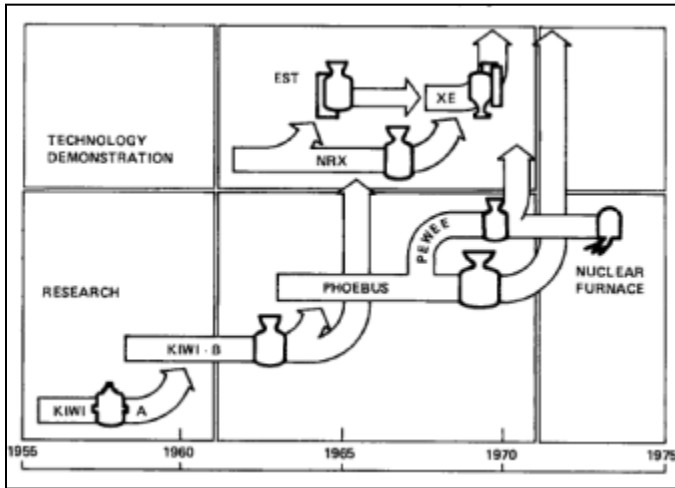 EST
XE
TECHNOLOGY
DEMONSTRATION
NRX
PEWEE
NUCLEAR
FURNACE
RESEARCH
PHOEBUS
KIWI - B
KIWI A
1955 1960 1965 1970 1975